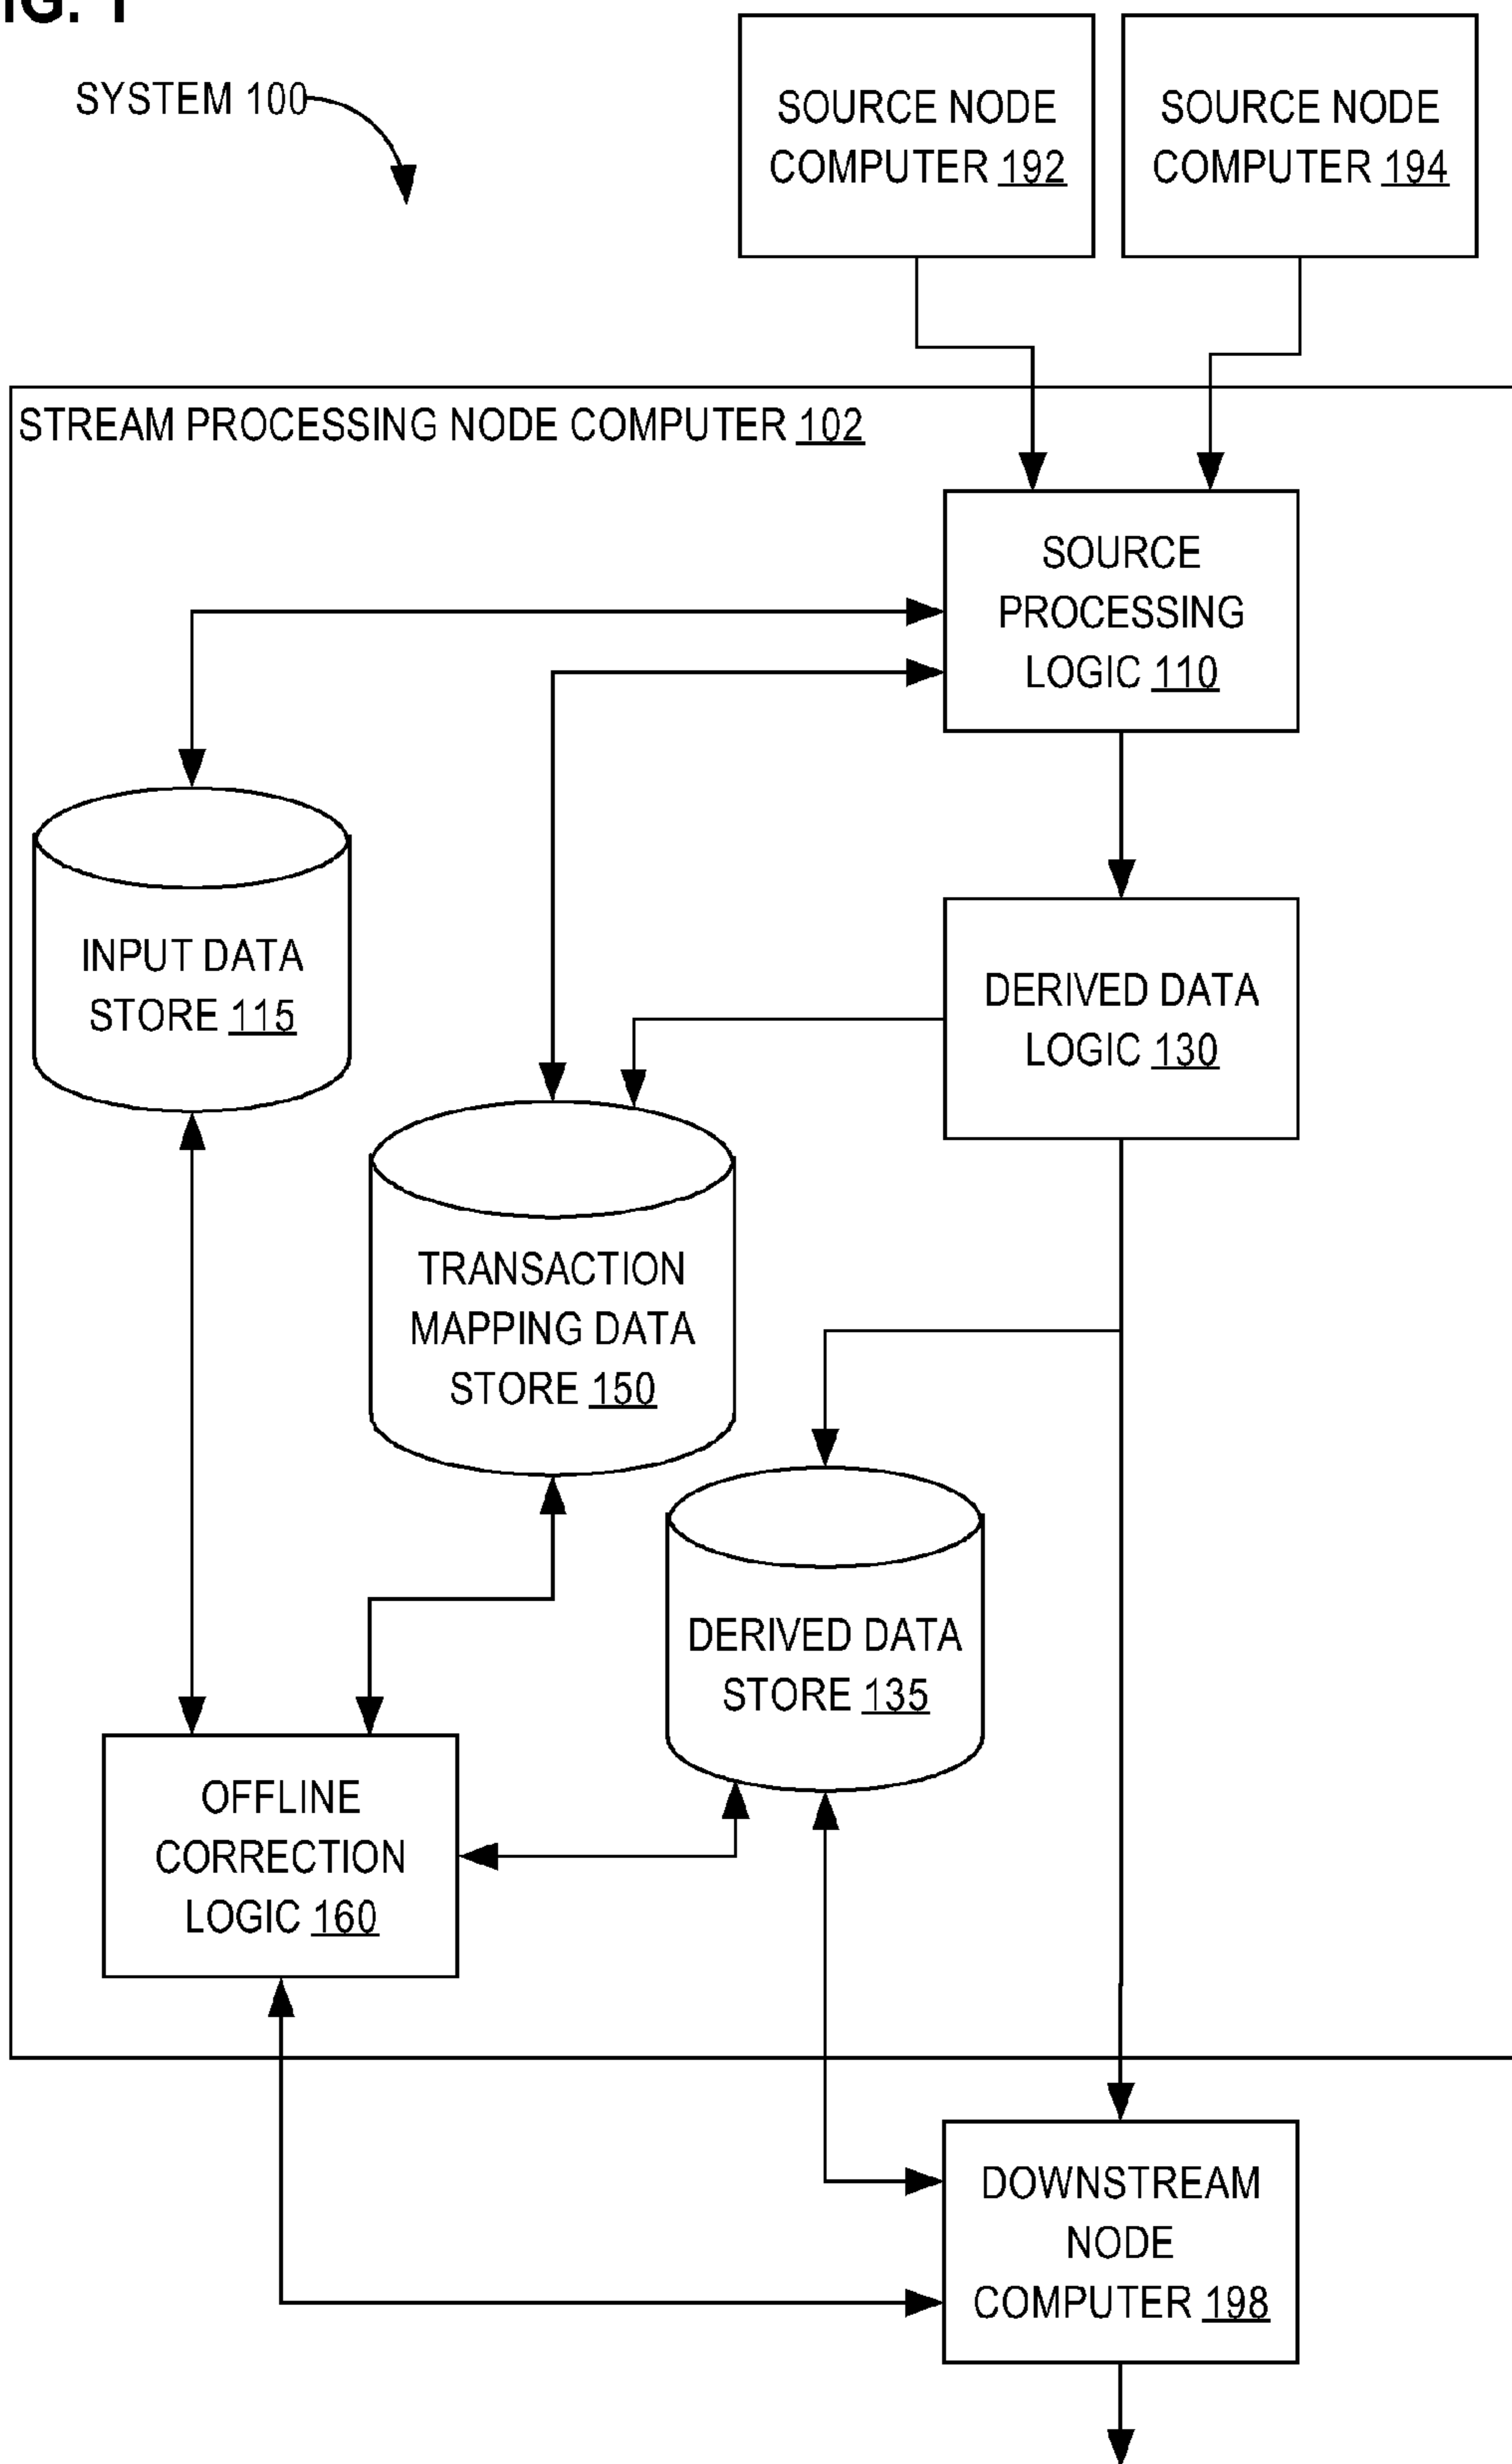 FIG. 1
SYSTEM 100
SOURCE NODE
COMPUTER 192
SOURCE NODE
COMPUTER 194
STREAM PROCESSING NODE COMPUTER 102
SOURCE
PROCESSING
LOGIC 110
INPUT DATA
STORE 115
DERIVED DATA
LOGIC 130
TRANSACTION
MAPPING DATA
STORE 150
DERIVED DATA
STORE 135
OFFLINE
CORRECTION
LOGIC 160
DOWNSTREAM
NODE
COMPUTER 198